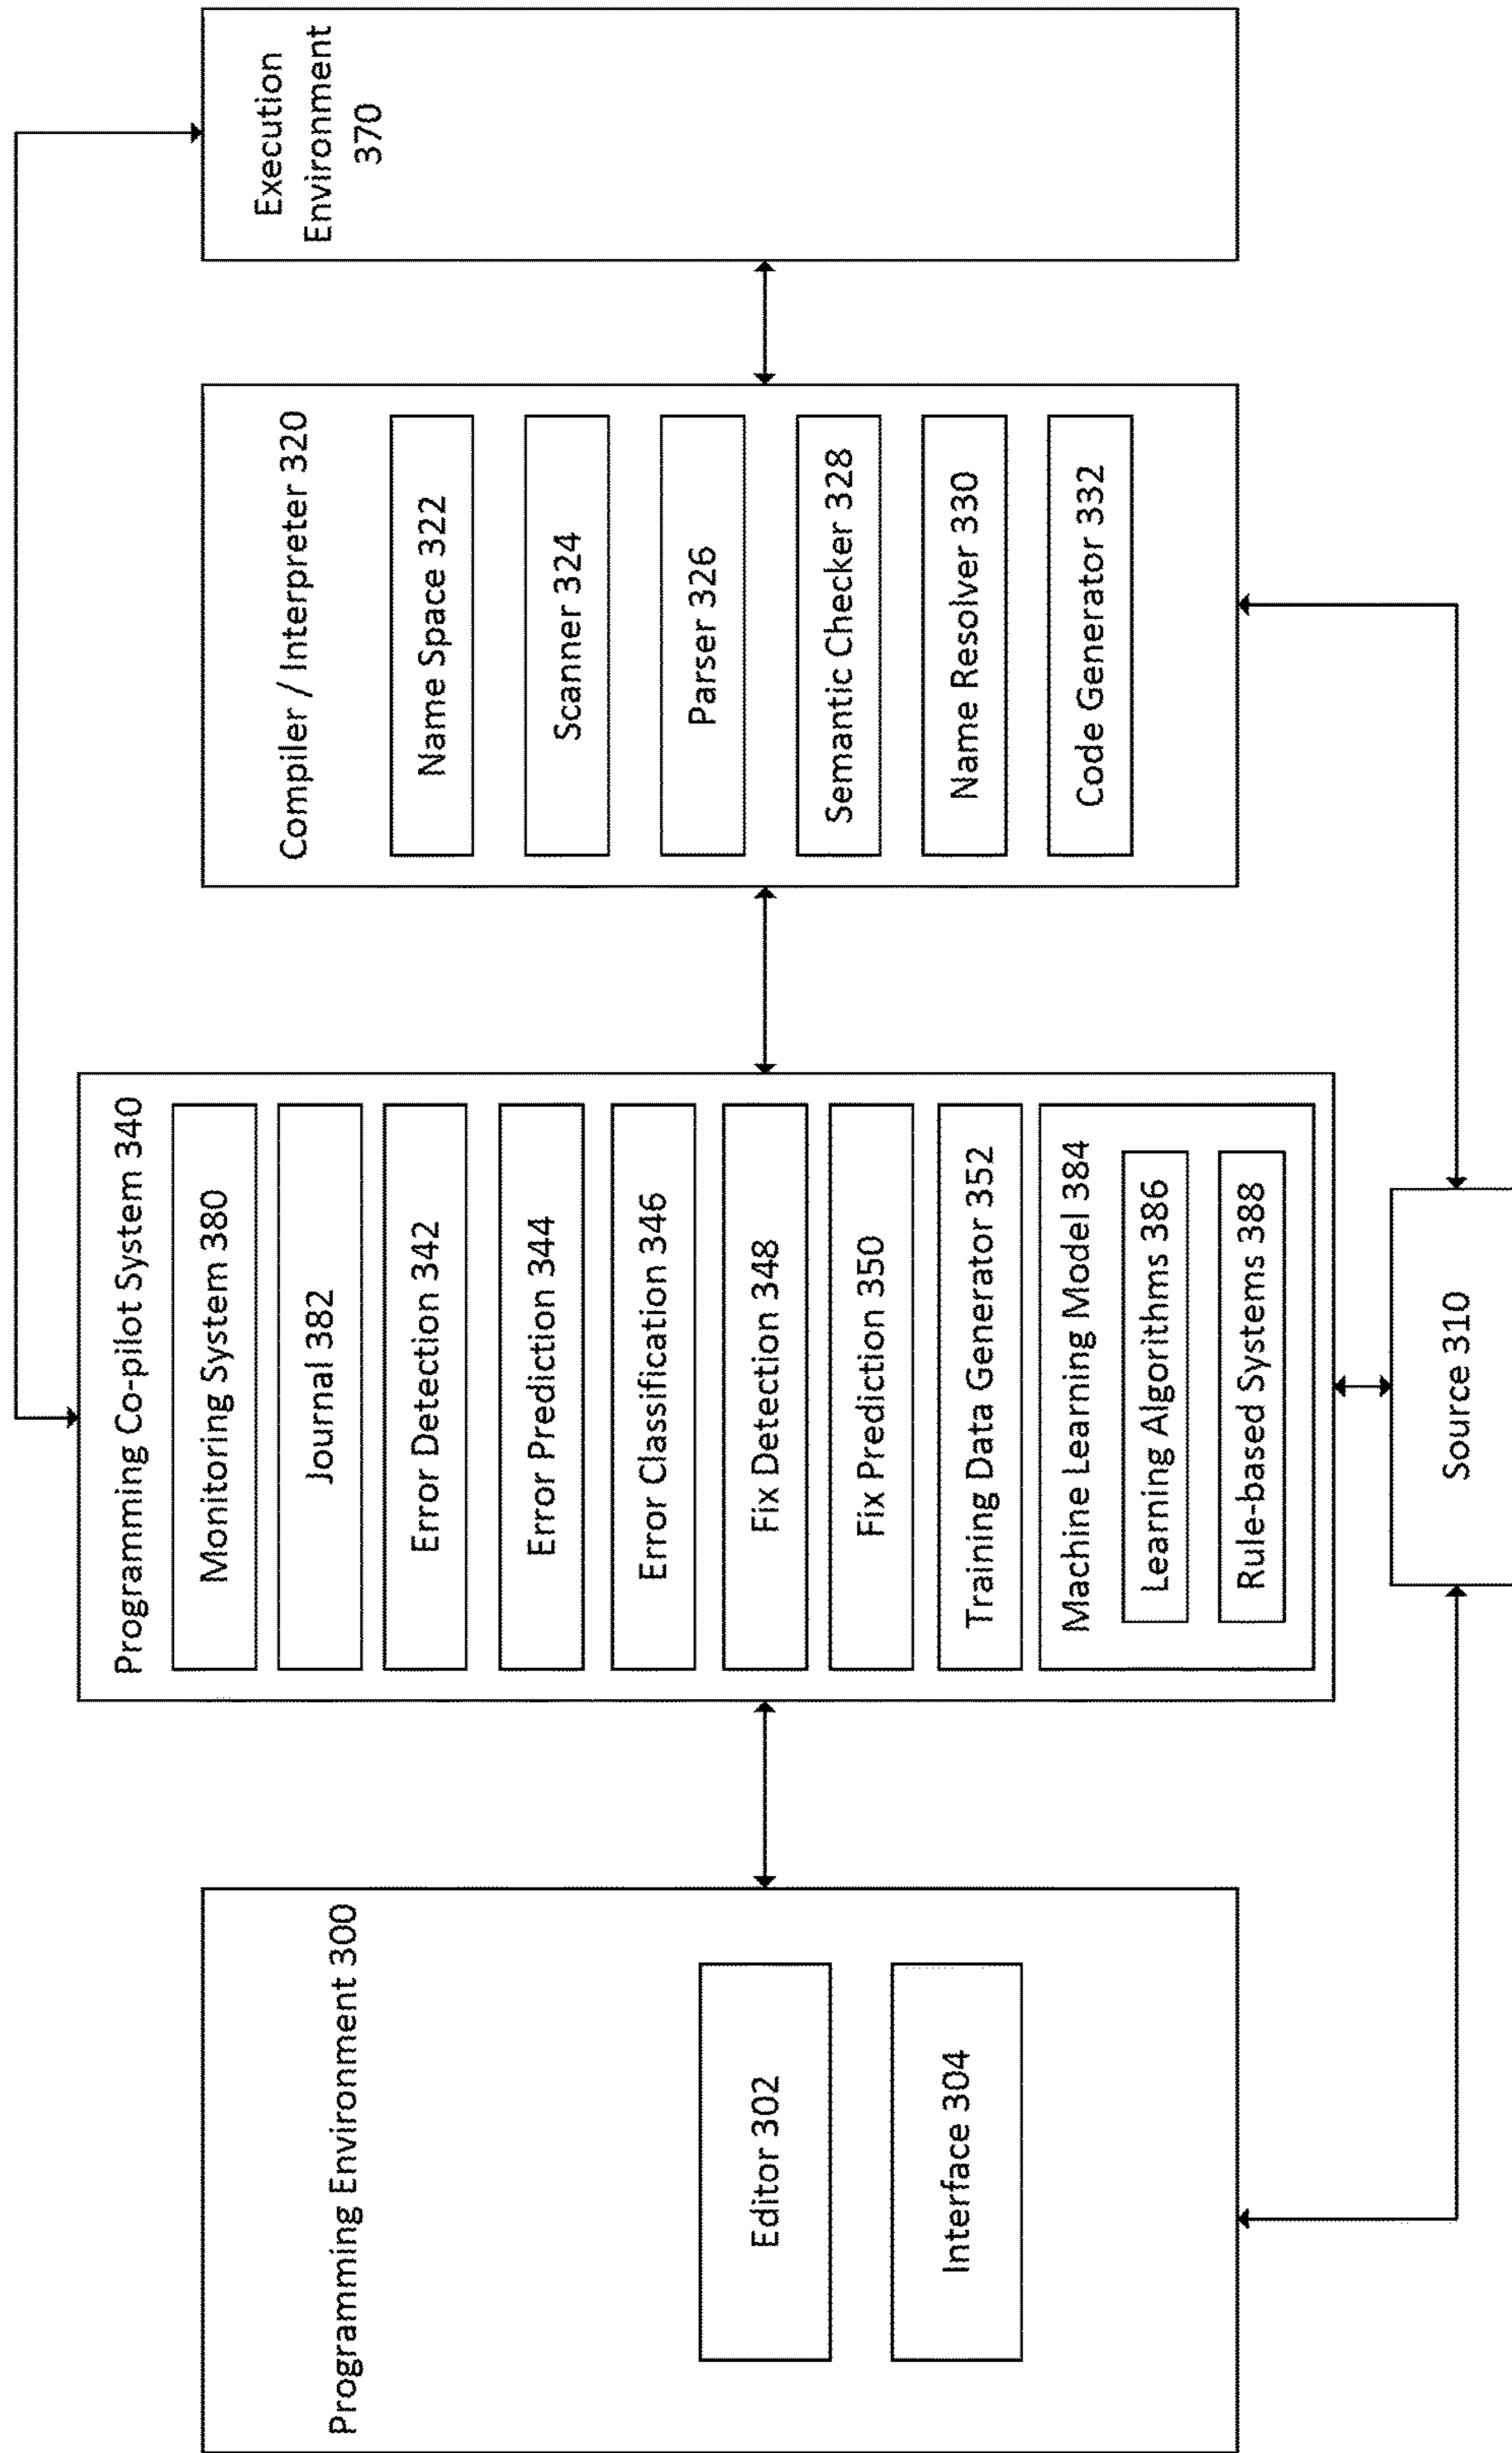 Programming Environment 300
Editor 302
Interface 304
Programming Co-pilot System 340
Monitoring System 380
Journal 382
Error Detection 342
Error Prediction 344
Error Classification 346
Fix Detection 348
Fix Prediction 350
Training Data Generator 352
Machine Learning Model 384
Learning Algorithms 386
Rule-based Systems 388
Source 310
Compiler / Interpreter 320
Name Space 322
Scanner 324
Parser 326
Semantic Checker 328
Name Resolver 330
Code Generator 332
Execution
Environment
370